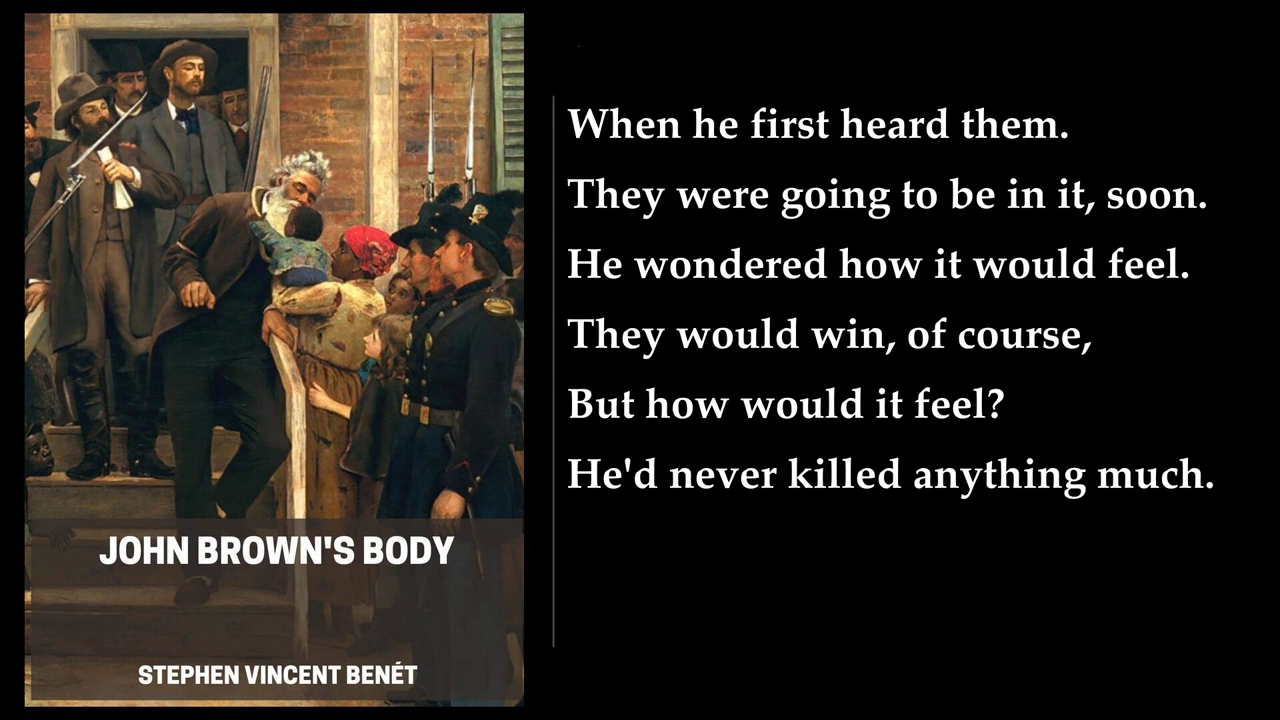 When he first heard them.
They were going to be in it, soon.
He wondered how it would feel.
They would win, of course,
But how would it feel?
He'd never killed anything much.
JOHN BROWN'S BODY
STEPHEN VINCENT BENÉT